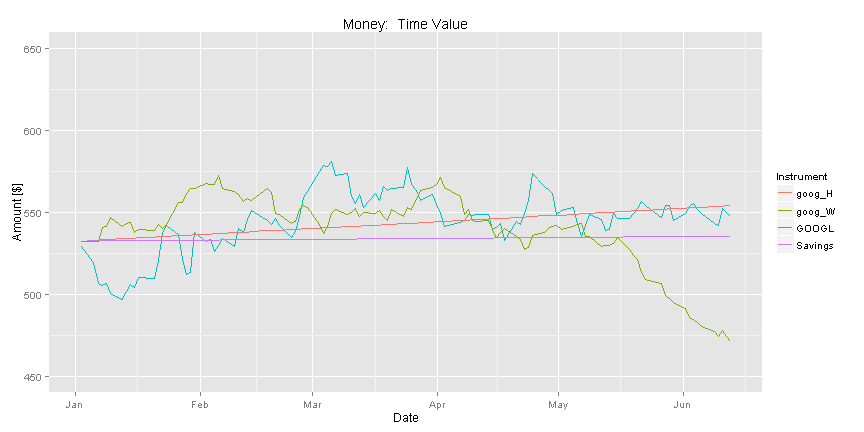 Money:  Time Value
650
600
550
500
450
Amount [$]
Jan Feb Mar Apr May Jun
Date
Instrument
goog_H
goog_W
GOOGL
Savings